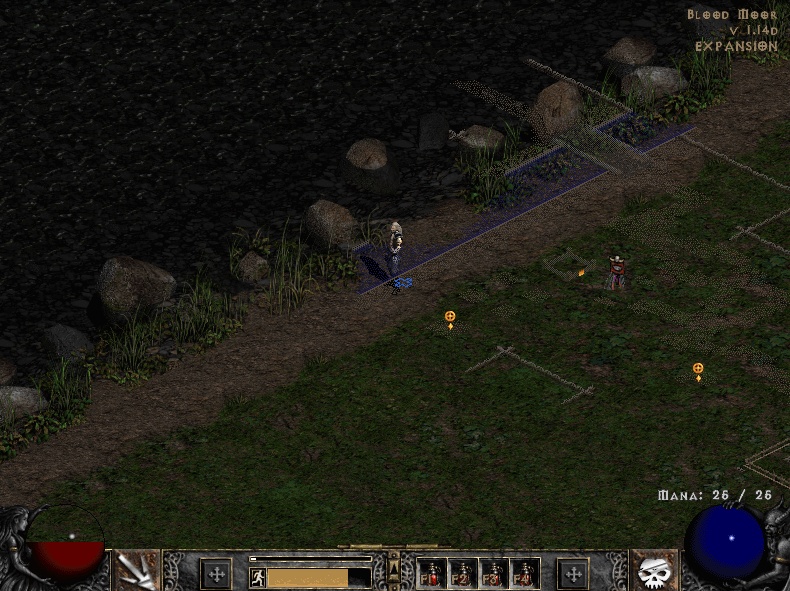 Blood Moor
v 1.14d
EXPANSION
Mana: 26 / 26
F1 F2 F3 F4